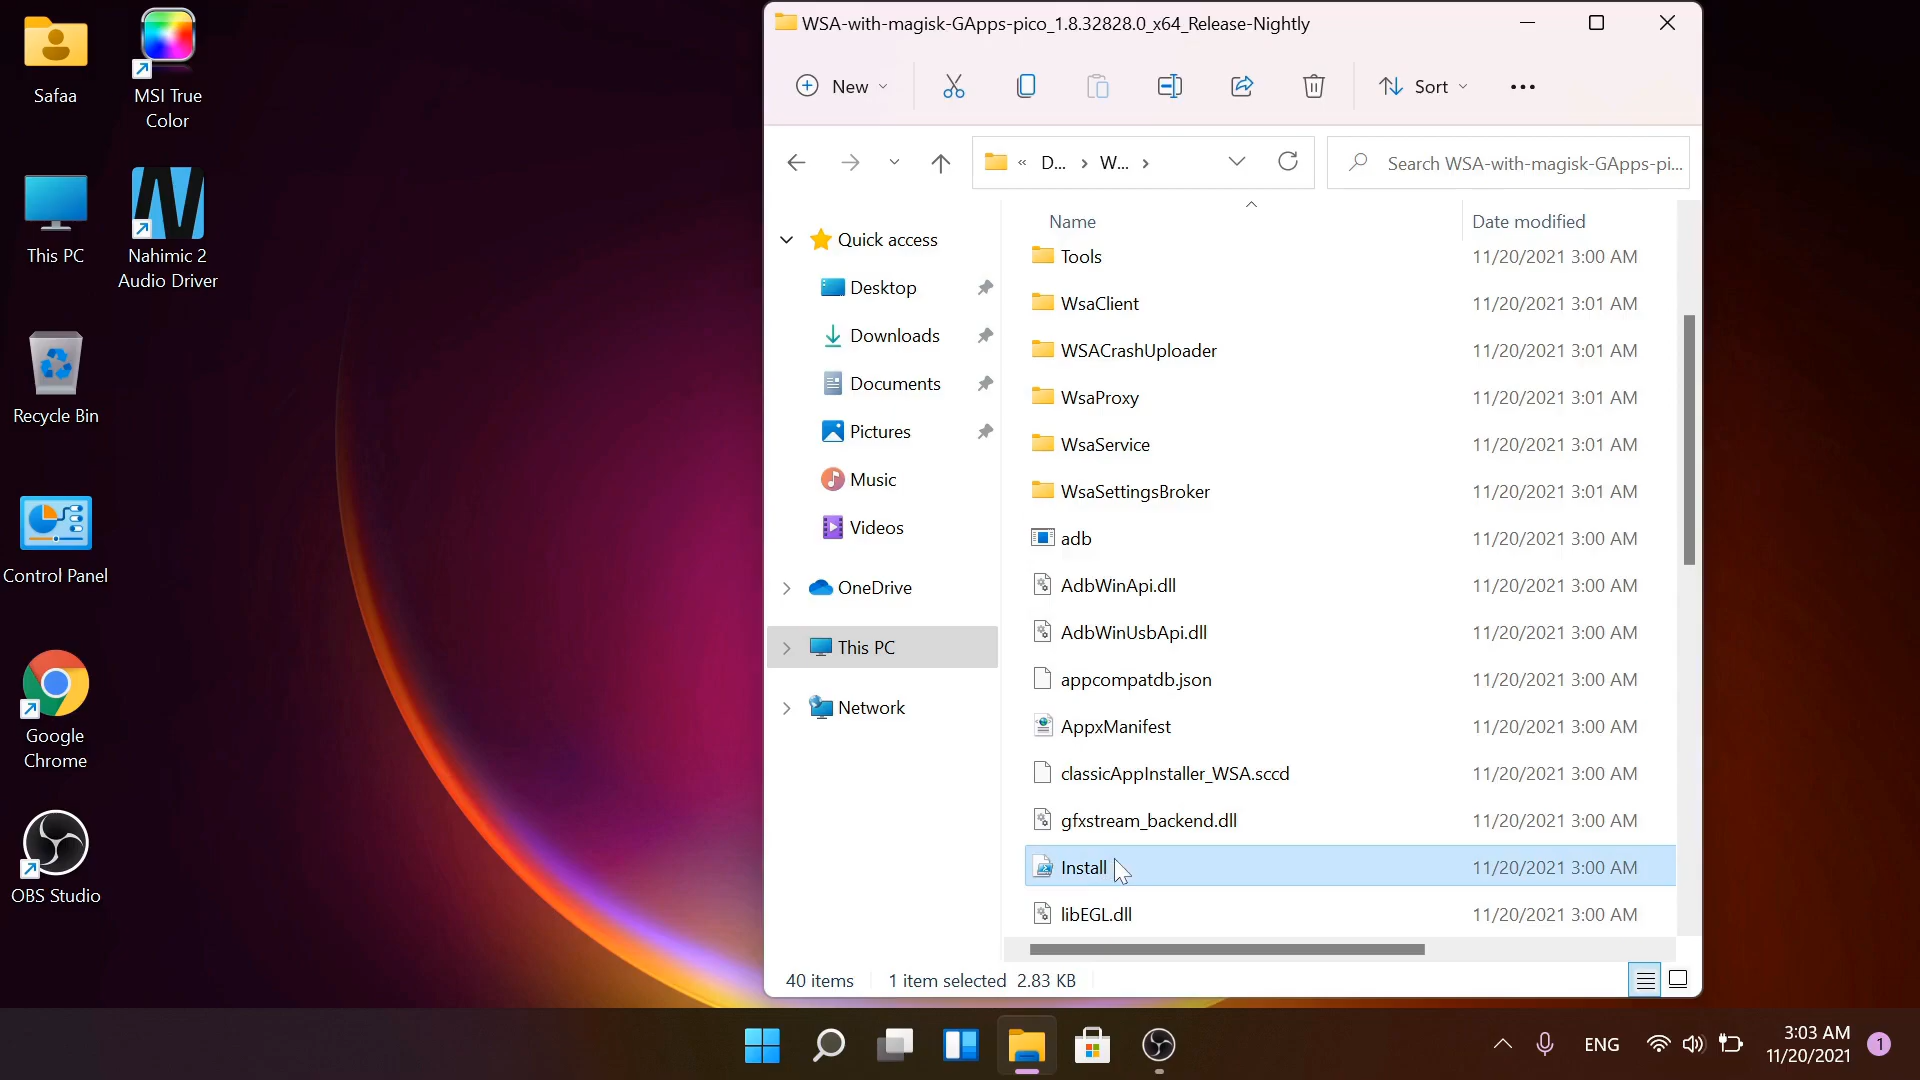 Safaa
MSI True
Color
This PC
Nahimic 2
Audio Driver
Recycle Bin
Control Panel
Google
Chrome
OBS Studio
WSA-with-magisk-GApps-pico_1.8.32828.0_x64_Release-Nightly
New
Sort
« D... › W... ›
Search WSA-with-magisk-GApps-pi...
Quick access
Desktop
Downloads
Documents
Pictures
Music
Videos
OneDrive
This PC
Network
Name Date modified
Tools 11/20/2021 3:00 AM
WsaClient 11/20/2021 3:01 AM
WSACrashUploader 11/20/2021 3:01 AM
WsaProxy 11/20/2021 3:01 AM
WsaService 11/20/2021 3:01 AM
WsaSettingsBroker 11/20/2021 3:01 AM
adb 11/20/2021 3:00 AM
AdbWinApi.dll 11/20/2021 3:00 AM
AdbWinUsbApi.dll 11/20/2021 3:00 AM
appcompatdb.json 11/20/2021 3:00 AM
AppxManifest 11/20/2021 3:00 AM
classicAppInstaller_WSA.sccd 11/20/2021 3:00 AM
gfxstream_backend.dll 11/20/2021 3:00 AM
Install 11/20/2021 3:00 AM
libEGL.dll 11/20/2021 3:00 AM
40 items 1 item selected 2.83 KB
ENG
3:03 AM
11/20/2021
1